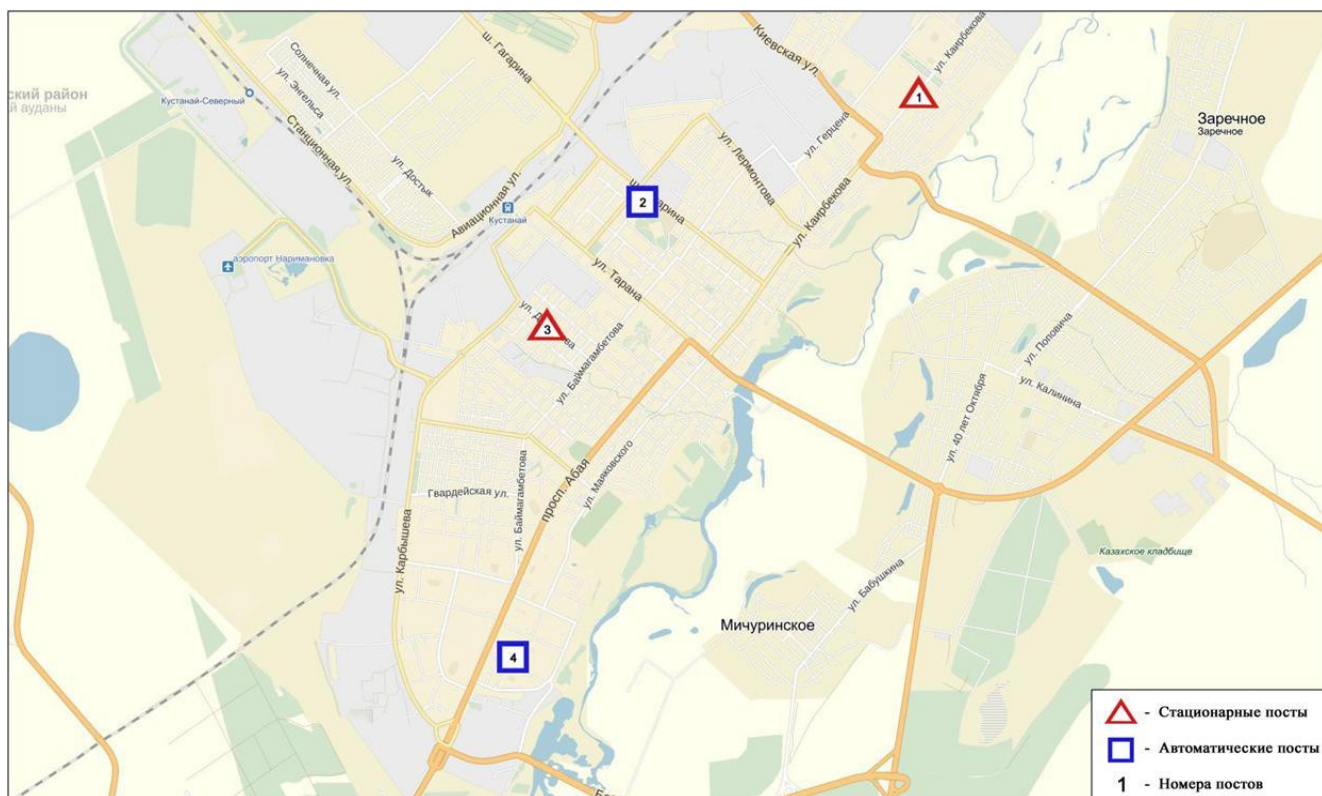 ский район
й ауданы
Кустанай-Северный
Солнечная ул.
ул. Энгельса
Станционная ул.
ул. Достык
ш. Гагарина
Авиационная ул.
Кустанай
аэропорт Наримановка
Киевская ул.
ул. Каирбекова
1
ул. Герцена
ул. Лермонтова
ул. Каирбекова
Заречное
Заречное
2
ул. Тарана
3
ул. Баймагамбетова
ул. Поповича
ул. Калинина
ул. 40 лет Октября
просп. Абая
ул. Маяковского
Гвардейская ул.
ул. Баймагамбетова
ул. Карбышева
Казахское кладбище
ул. Бабушкина
Мичуринское
4
- Стационарные посты
- Автоматические посты
1 - Номера постов